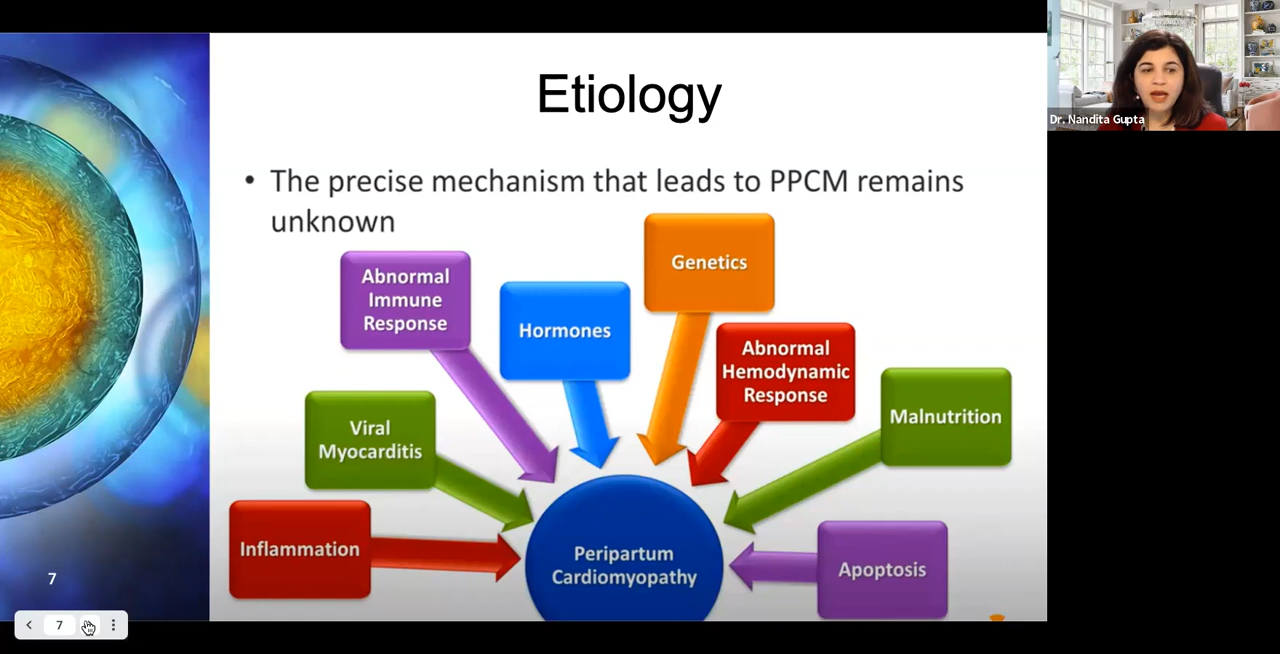 Etiology
• The precise mechanism that leads to PPCM remains
unknown
Genetics
Abnormal
Immune
Response
Hormones
Abnormal
Hemodynamic
Response
Malnutrition
Viral
Myocarditis
Inflammation
Peripartum
Cardiomyopathy
Apoptosis
7
7
Dr. Nandita Gupta